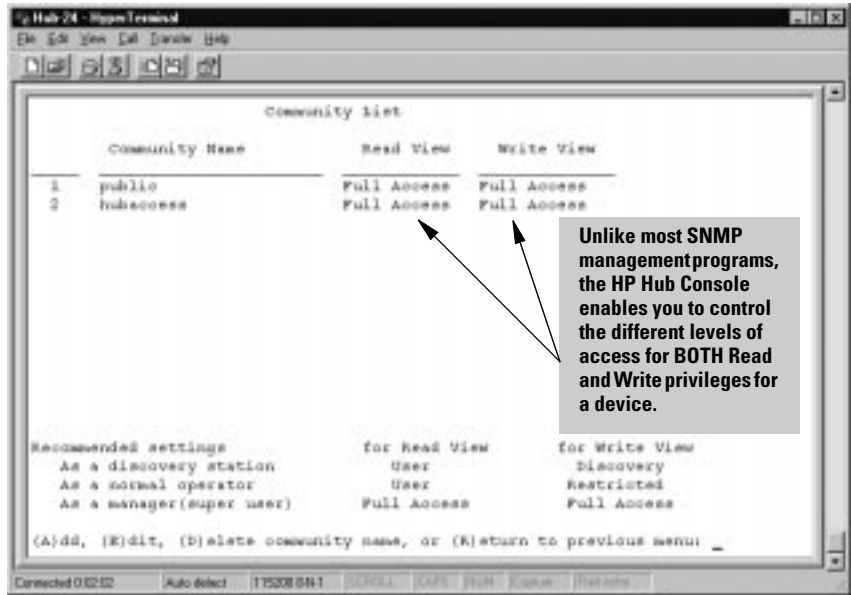 Hub-24 - HyperTerminal
File Edit View Call Transfer Help
Community List
Community Name Read View Write View
1 public Full Access Full Access
2 hubaccess Full Access Full Access
Unlike most SNMP
management programs,
the HP Hub Console
enables you to control
the different levels of
access for BOTH Read
and Write privileges for
a device.
Recommended settings for Read View for Write View
As a discovery station User Discovery
As a normal operator User Restricted
As a manager(super user) Full Access Full Access
(A)dd, (E)dit, (D)elete community name, or (R)eturn to previous menu: _
Connected 0:02:02 Auto detect 115200 8-N-1 SCROLL CAPS NUM Capture Print echo